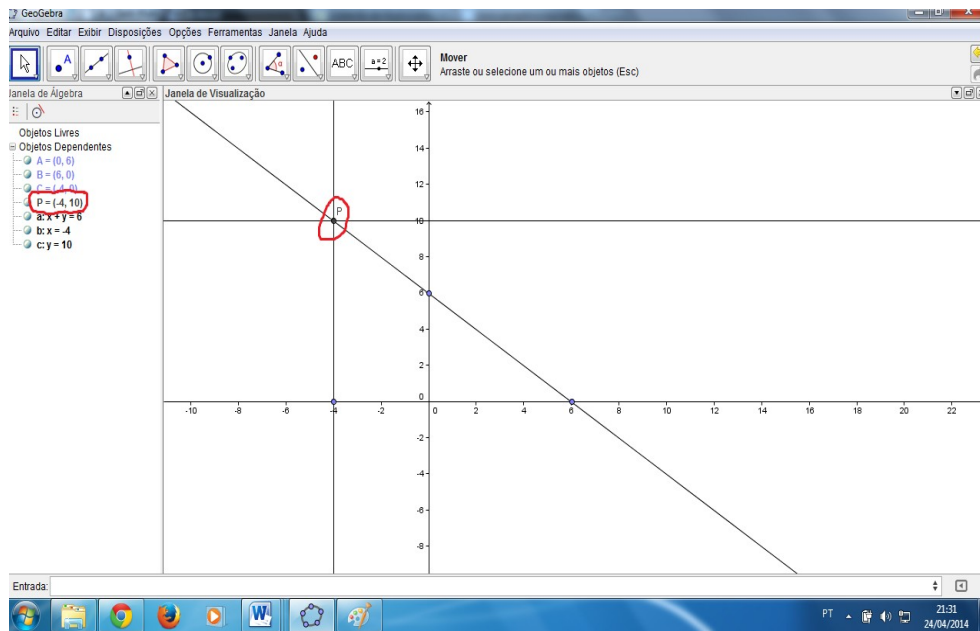 GeoGebra
Arquivo Editar Exibir Disposições Opções Ferramentas Janela Ajuda
A
ABC
a=2
Mover
Arraste ou selecione um ou mais objetos (Esc)
Janela de Álgebra
Janela de Visualização
Objetos Livres
Objetos Dependentes
A = (0, 6)
B = (6, 0)
C = (-4, 0)
P = (-4, 10)
a: x + y = 6
b: x = -4
c: y = 10
P
16
14
12
10
8
6
4
2
0
-2
-4
-6
-8
-10 -8 -6 -4 -2 0 2 4 6 8 10 12 14 16 18 20 22
Entrada:
W
PT
21:31
24/04/2014